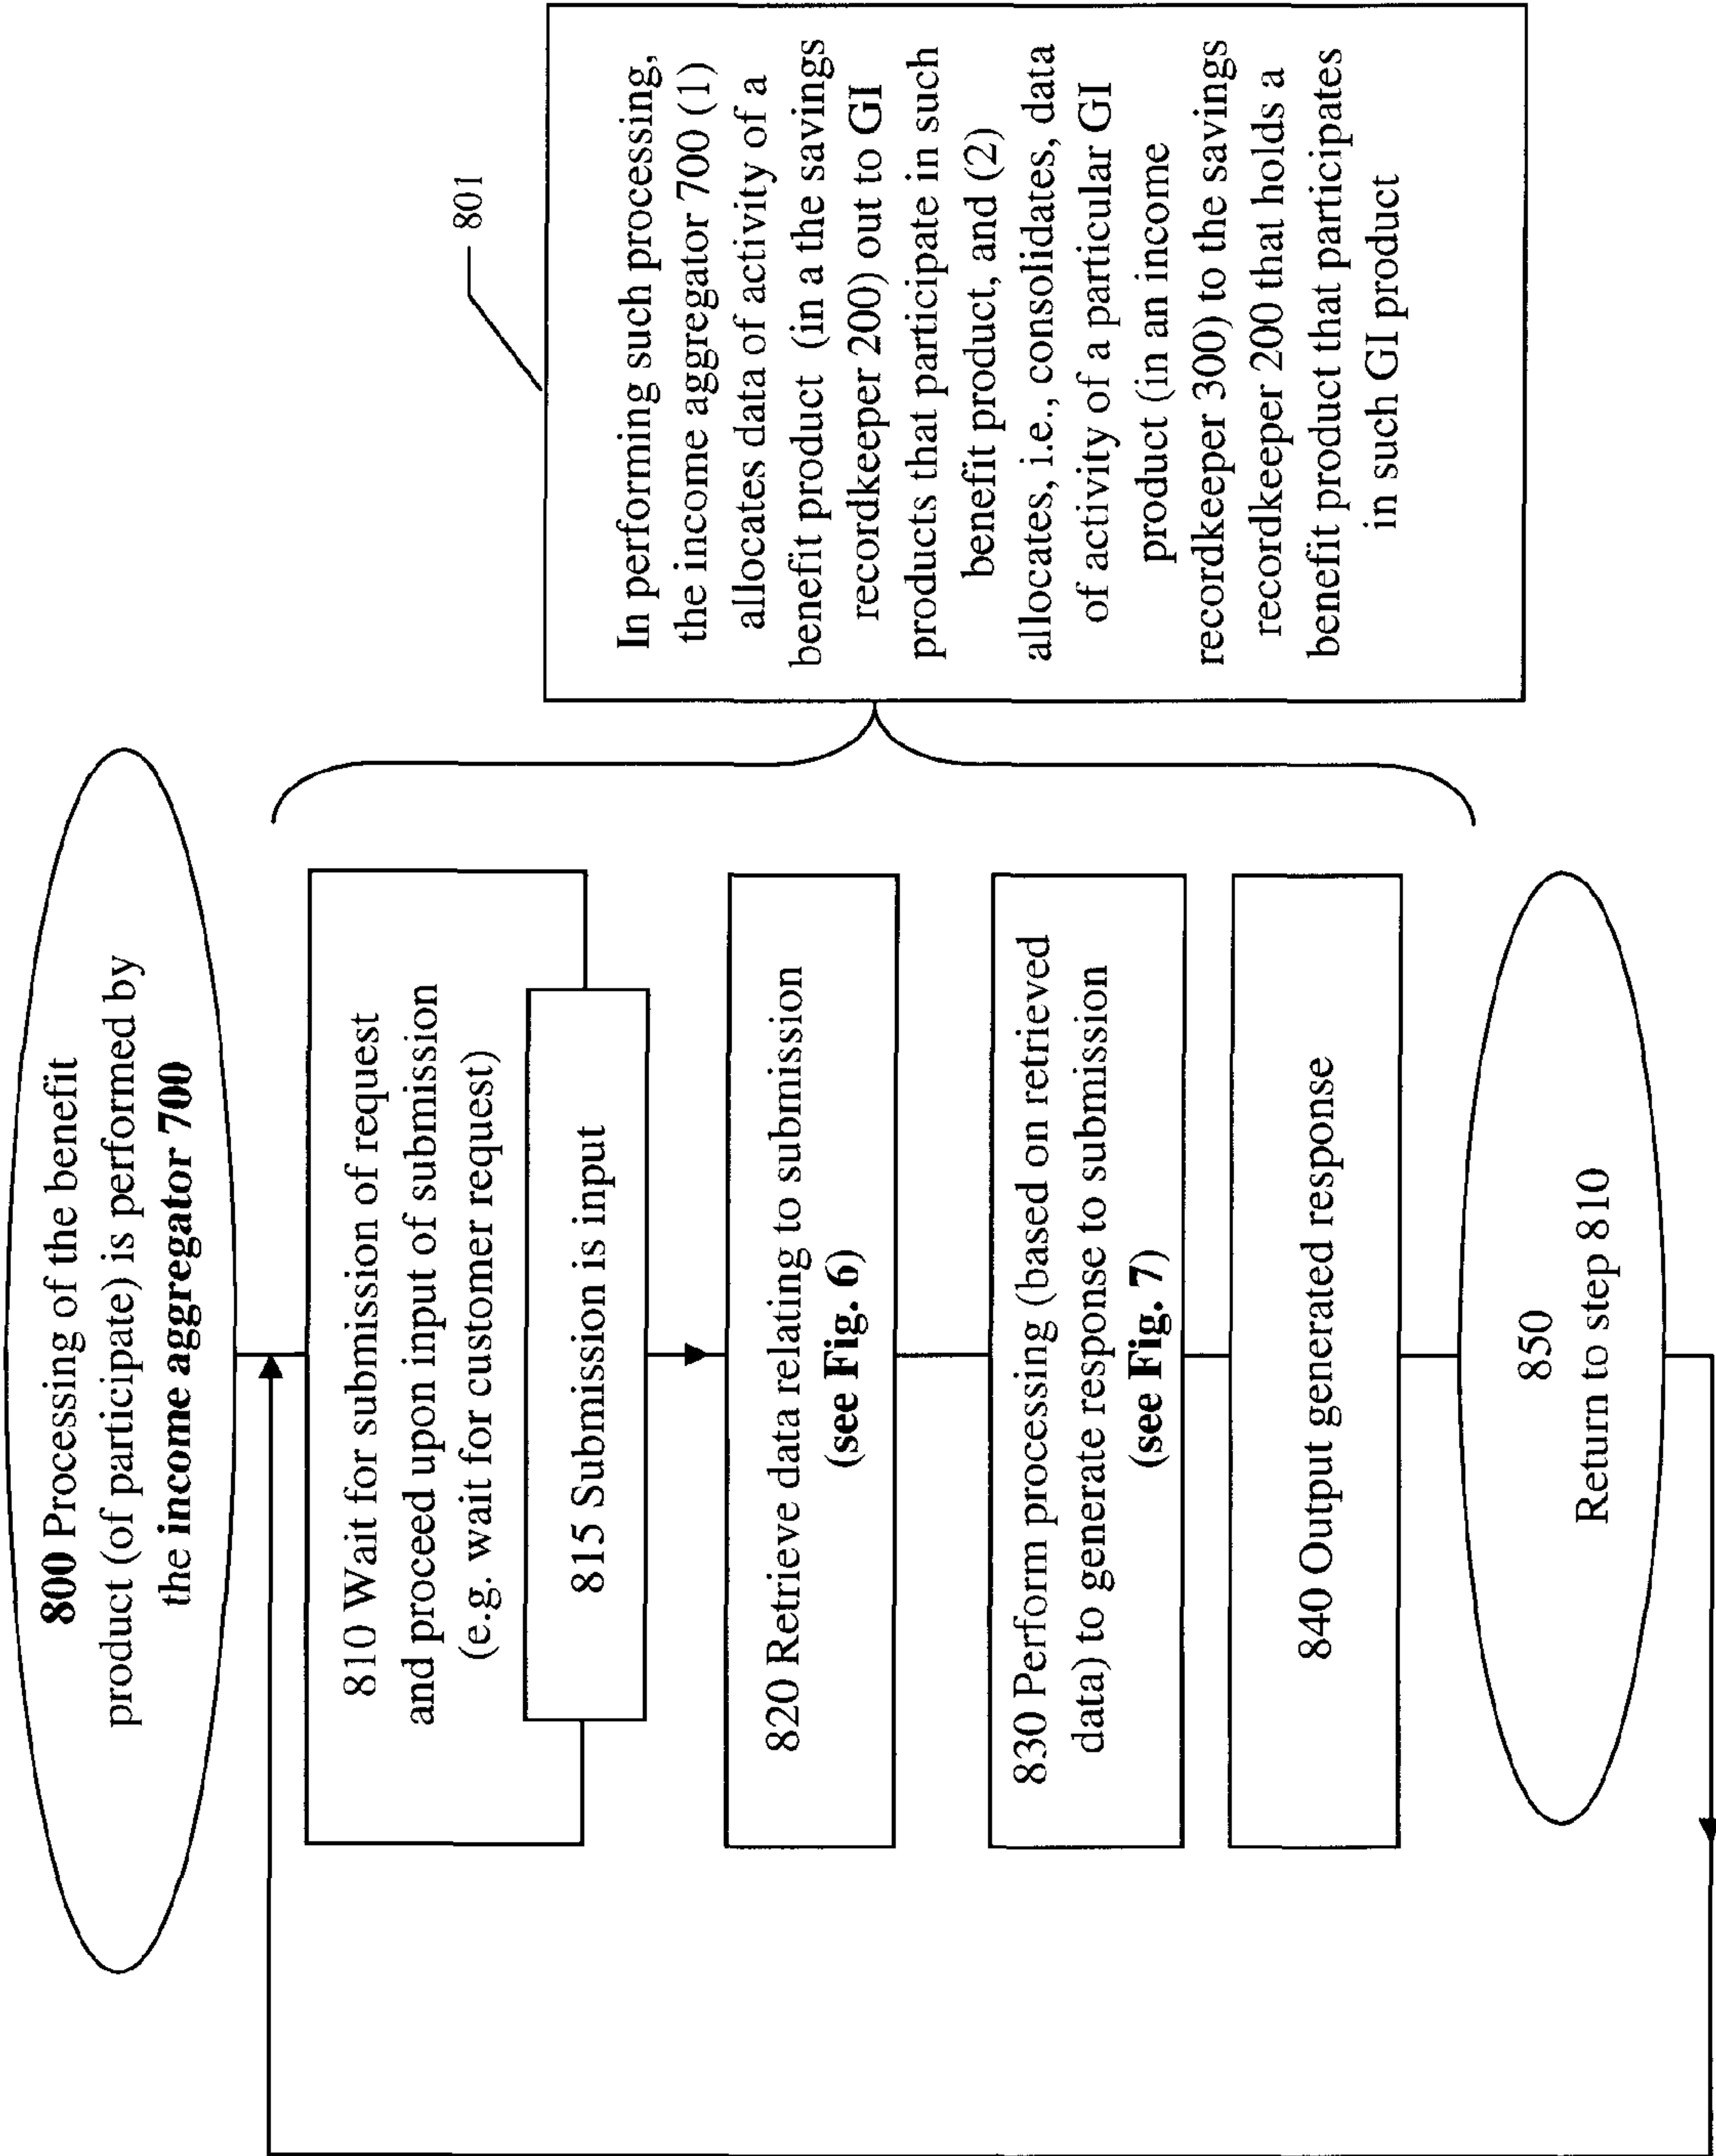 800 Processing of the benefit
product (of participate) is performed by
the income aggregator 700
810 Wait for submission of request
and proceed upon input of submission
(e.g. wait for customer request)
815 Submission is input
820 Retrieve data relating to submission
(see Fig. 6)
830 Perform processing (based on retrieved
data) to generate response to submission
(see Fig. 7)
840 Output generated response
850
Return to step 810
801
In performing such processing,
the income aggregator 700 (1)
allocates data of activity of a
benefit product (in a the savings
recordkeeper 200) out to GI
products that participate in such
benefit product, and (2)
allocates, i.e., consolidates, data
of activity of a particular GI
product (in an income
recordkeeper 300) to the savings
recordkeeper 200 that holds a
benefit product that participates
in such GI product